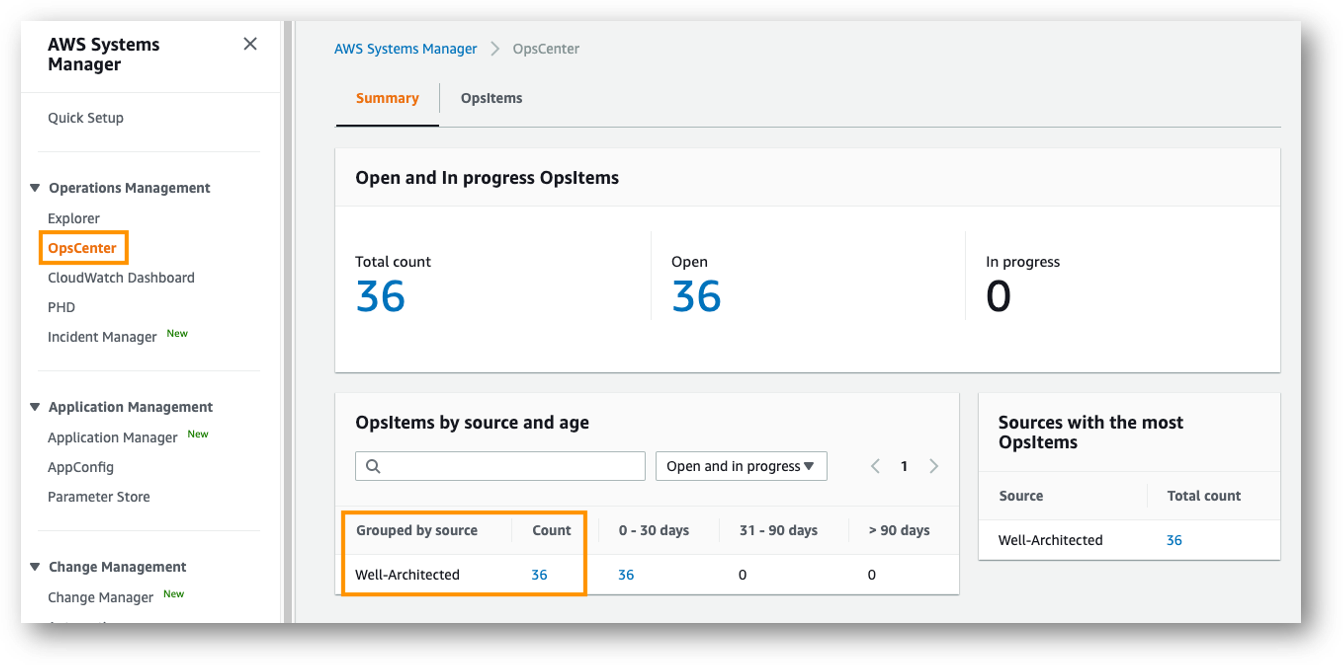 AWS Systems
Manager
Quick Setup
Operations Management
Explorer
OpsCenter
CloudWatch Dashboard
PHD
Incident Manager New
Application Management
Application Manager New
AppConfig
Parameter Store
Change Management
Change Manager New
AWS Systems Manager > OpsCenter
Summary OpsItems
Open and In progress OpsItems
Total count Open In progress
36 36 0
OpsItems by source and age
Open and in progress
1
Grouped by source Count 0 - 30 days 31 - 90 days > 90 days
Well-Architected 36 36 0 0
Sources with the most
OpsItems
Source Total count
Well-Architected 36